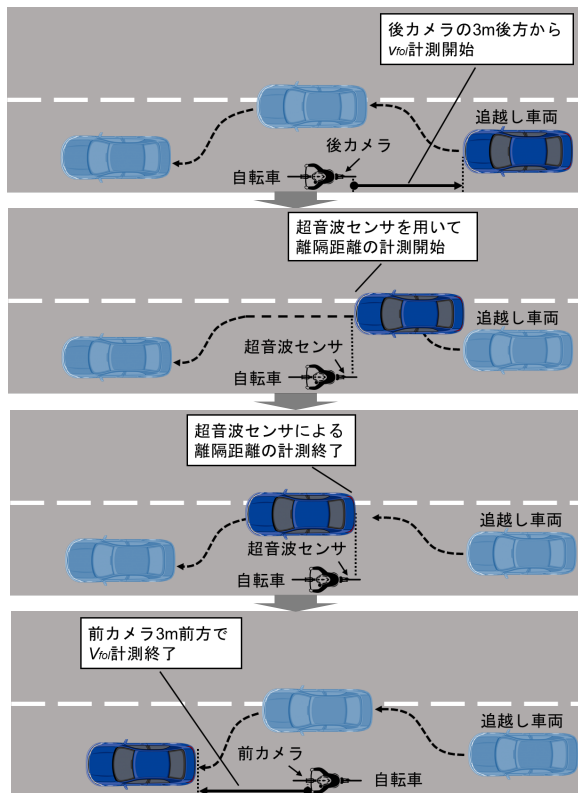 後カメラの3m後方から
Vfol計測開始
追越し車両
後カメラ
自転車
超音波センサを用いて
離隔距離の計測開始
追越し車両
超音波センサ
自転車
超音波センサによる
離隔距離の計測終了
追越し車両
超音波センサ
自転車
前カメラ3m前方で
Vfol計測終了
追越し車両
前カメラ
自転車